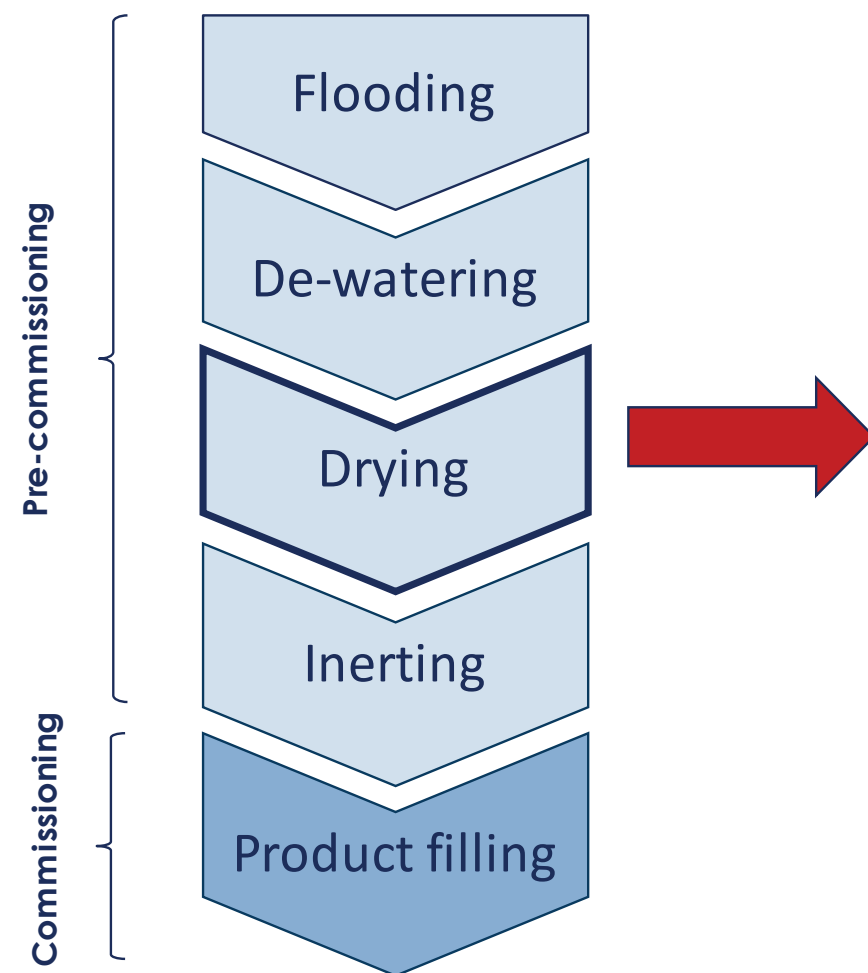 Pre-commissioning
Flooding
De-watering
Drying
Inerting
Commissioning
Product filling